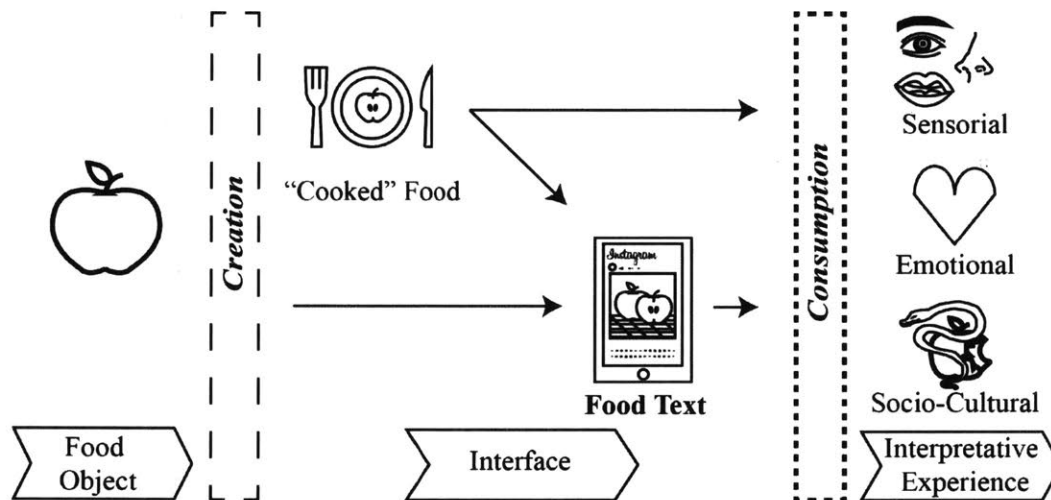 Creation
"Cooked" Food
Instagram
Food Text
Consumption
Sensorial
Emotional
Socio-Cultural
Food
Object
Interface
Interpretative
Experience